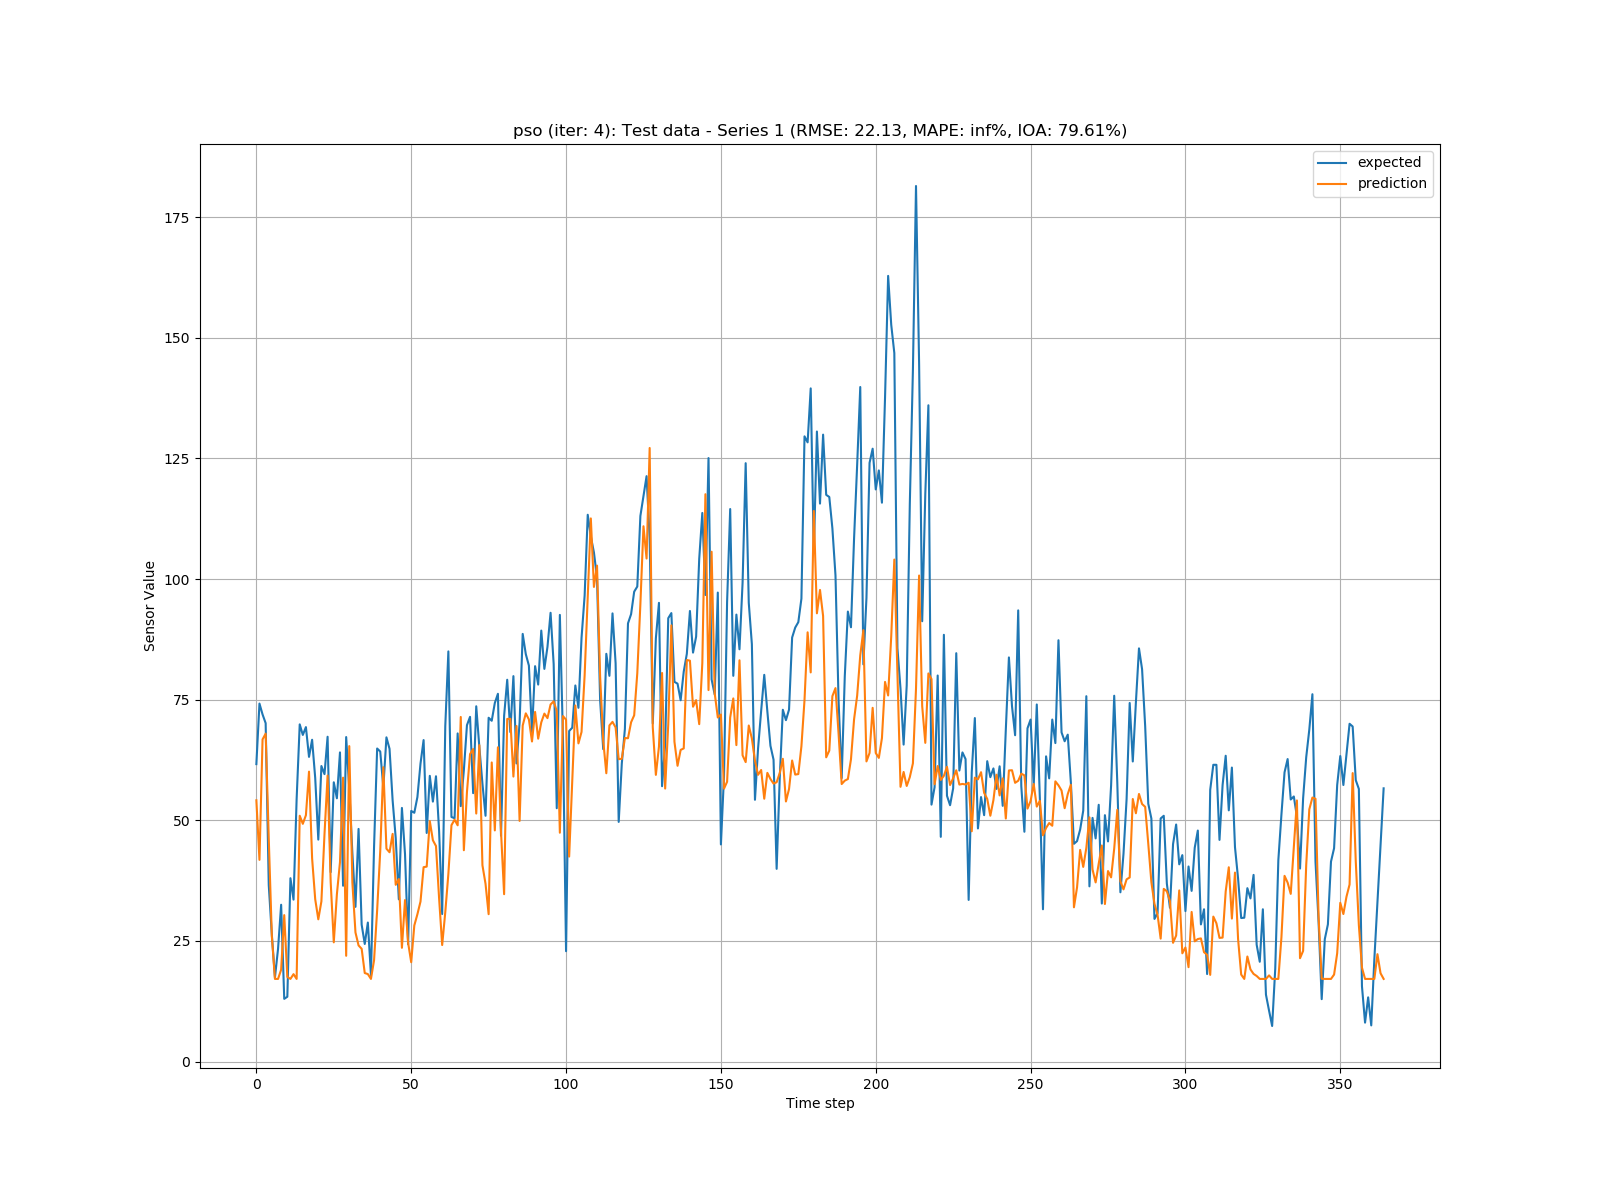 pso (iter: 4): Test data - Series 1 (RMSE: 22.13, MAPE: inf%, IOA: 79.61%)
expected
prediction
175
150
125
100
75
50
25
0
Sensor Value
0 50 100 150 200 250 300 350
Time step